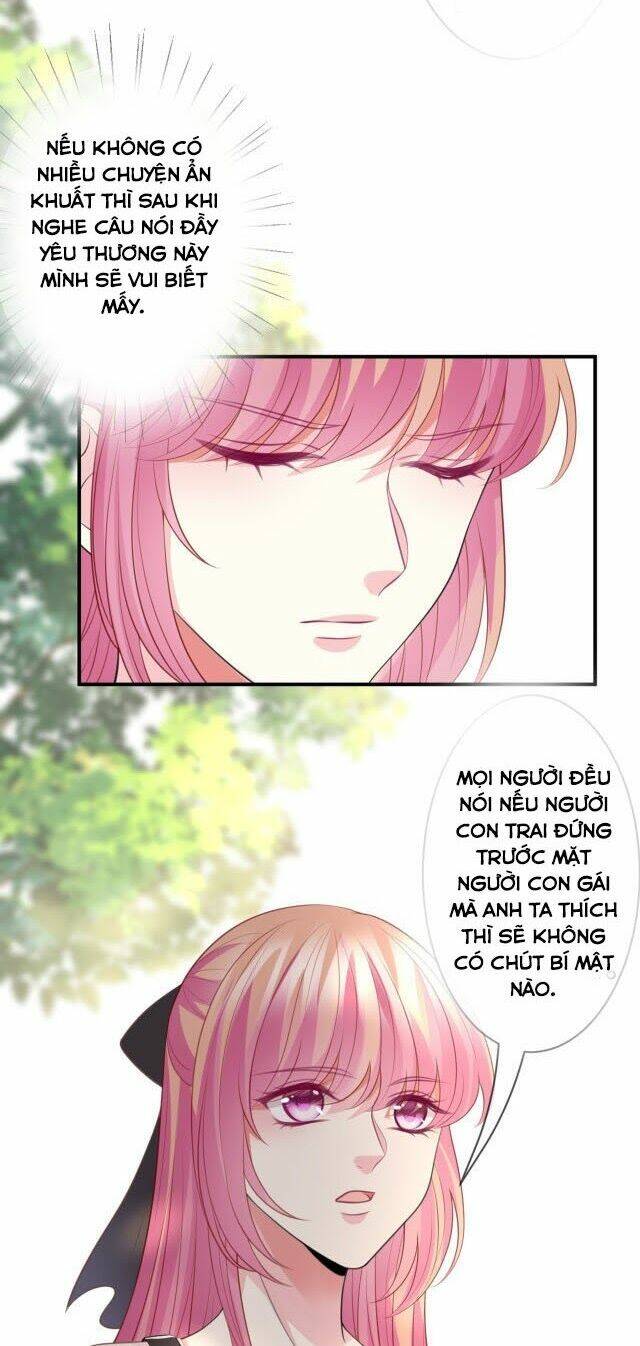 NẾU KHÔNG CÓ
NHIỀU CHUYỆN ẨN
KHUẤT THÌ SAU KHI
NGHE CÂU NÓI ĐẦY
YÊU THƯƠNG NÀY
MÌNH SẼ VUI BIẾT
MẤY.
MỌI NGƯỜI ĐỀU
NÓI NẾU NGƯỜI
CON TRAI ĐỨNG
TRƯỚC MẶT
NGƯỜI CON GÁI
MÀ ANH TA THÍCH
THÌ SẼ KHÔNG
CÓ CHÚT BÍ MẬT
NÀO.